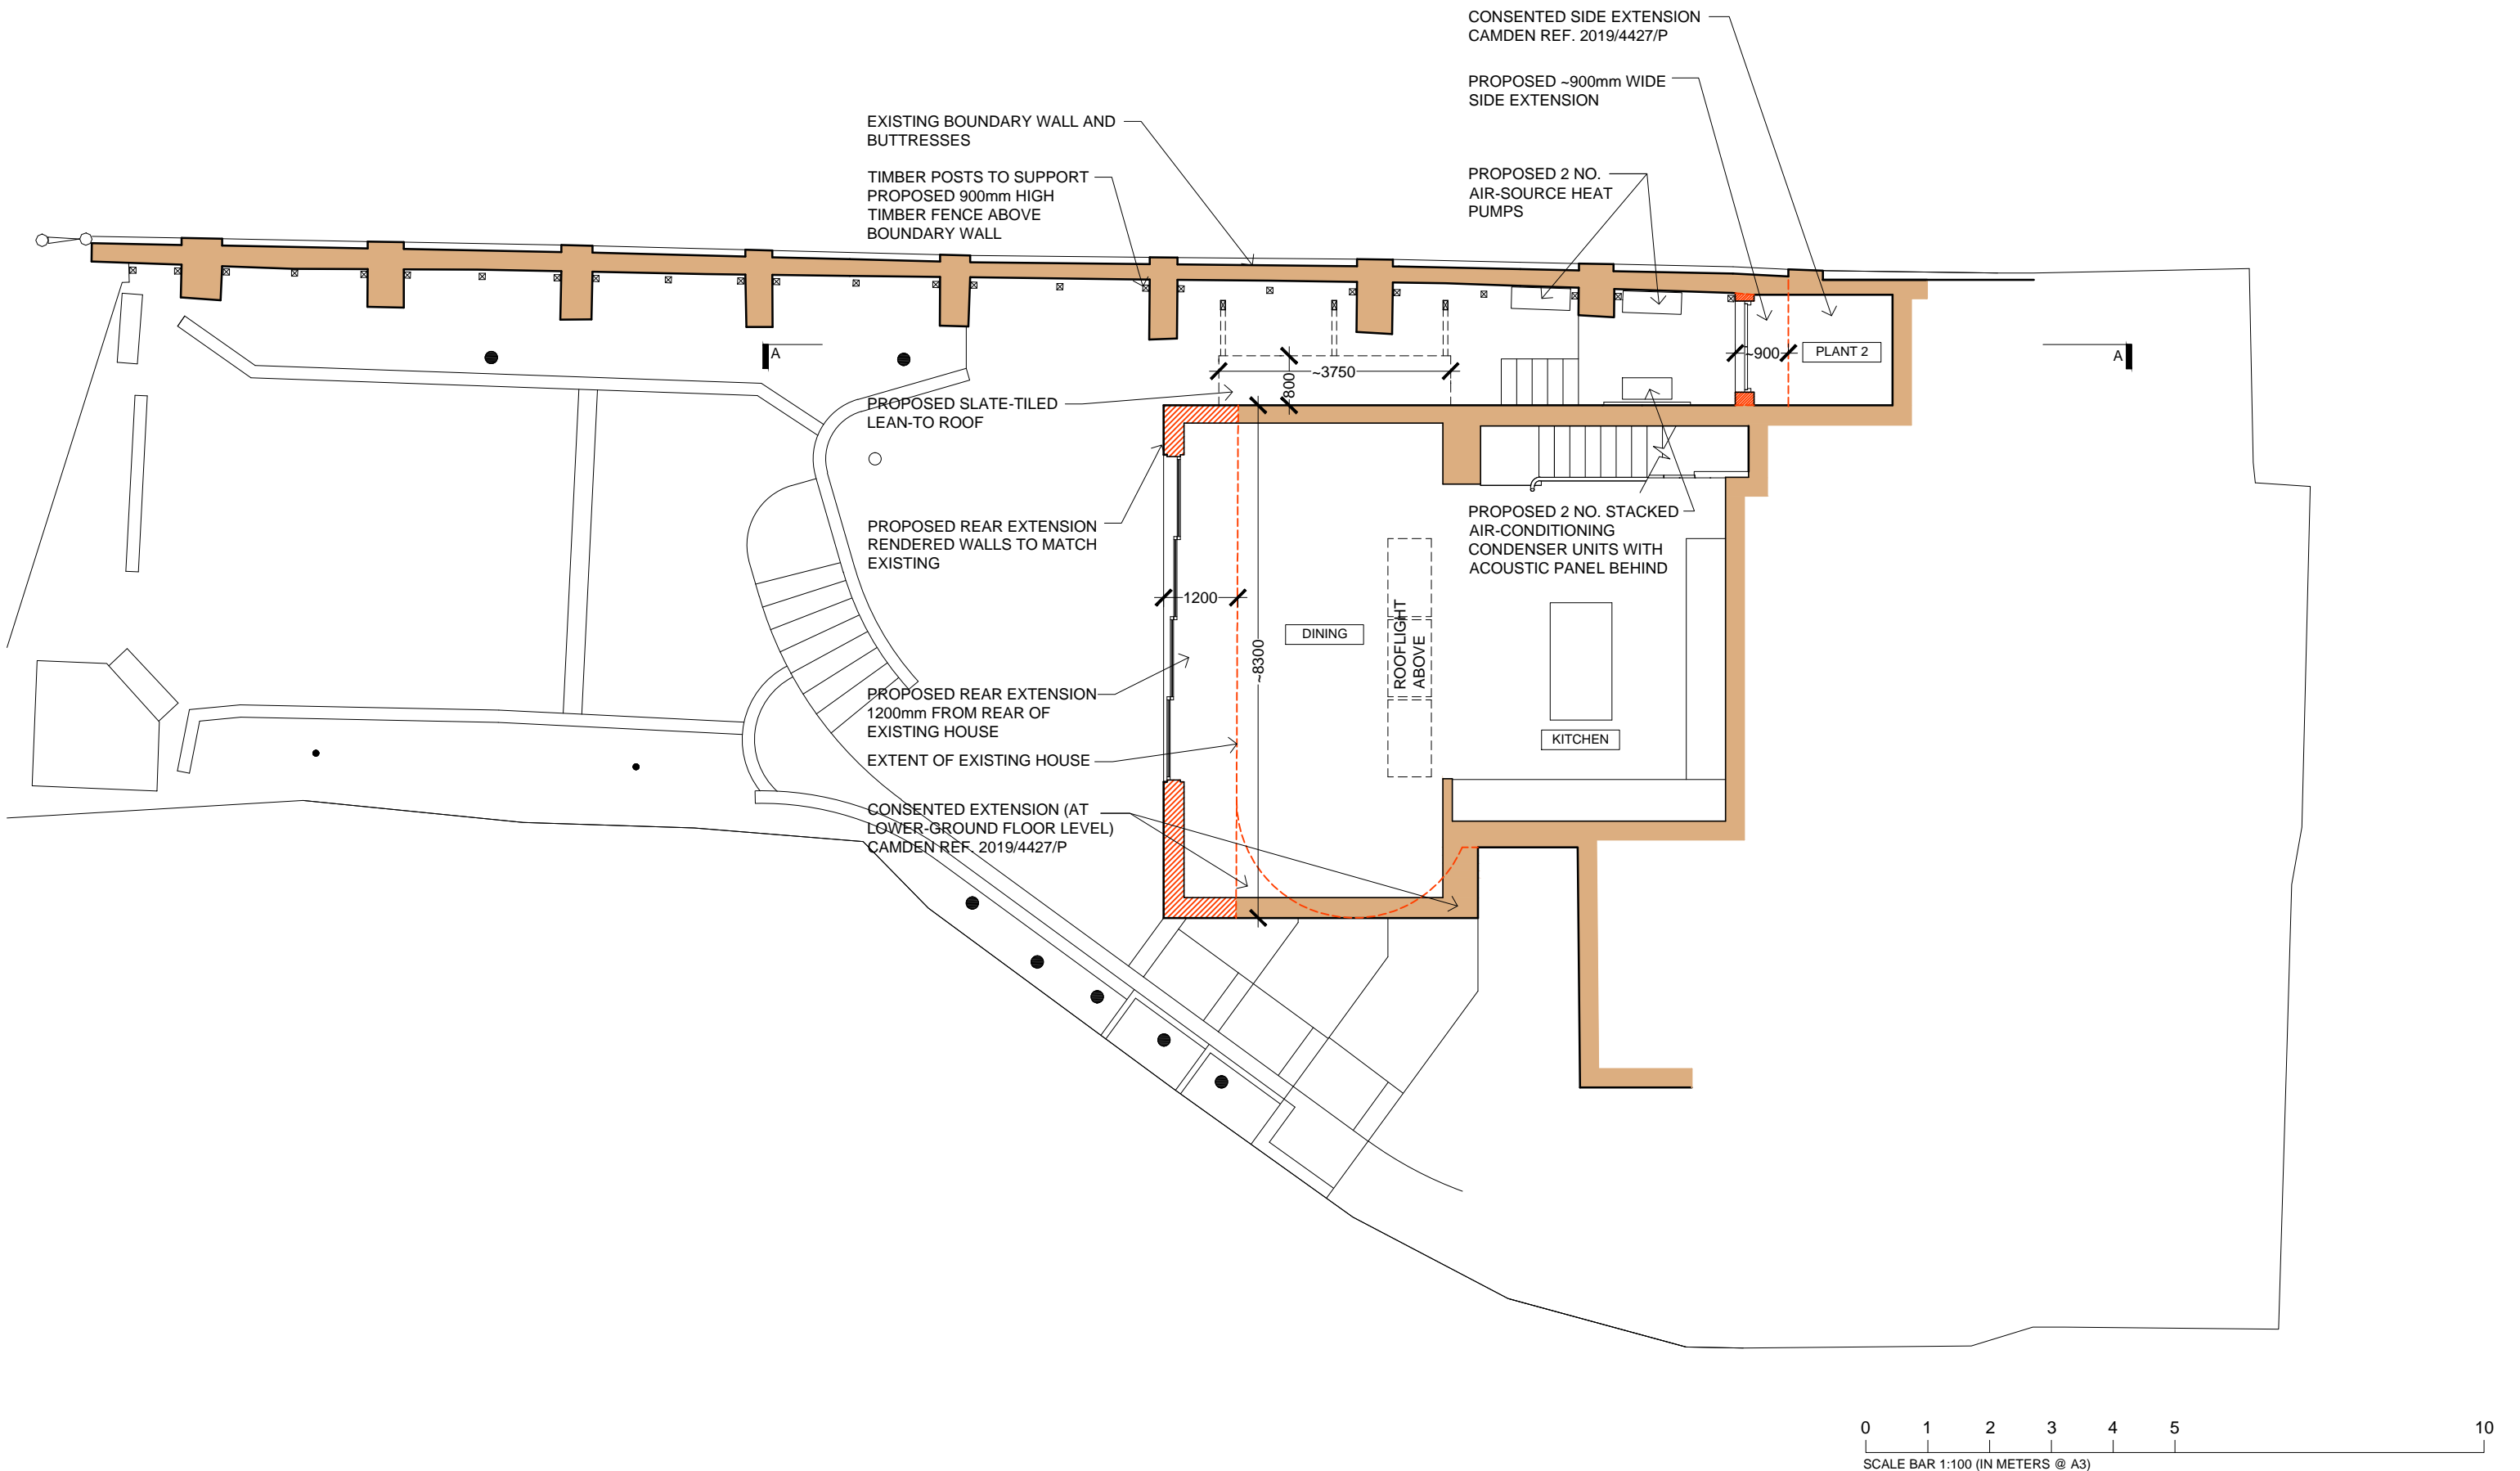 CONSENTED SIDE EXTENSION
CAMDEN REF. 2019/4427/P
PROPOSED ~900mm WIDE
SIDE EXTENSION
EXISTING BOUNDARY WALL AND
BUTTRESSES
TIMBER POSTS TO SUPPORT
PROPOSED 900mm HIGH
TIMBER FENCE ABOVE
BOUNDARY WALL
PROPOSED 2 NO.
AIR-SOURCE HEAT
PUMPS
A
A
~900
PLANT 2
~3750
~800
PROPOSED SLATE-TILED
LEAN-TO ROOF
PROPOSED REAR EXTENSION
RENDERED WALLS TO MATCH
EXISTING
PROPOSED 2 NO. STACKED
AIR-CONDITIONING
CONDENSER UNITS WITH
ACOUSTIC PANEL BEHIND
1200
~8300
DINING
ROOFLIGHT
ABOVE
KITCHEN
PROPOSED REAR EXTENSION
1200mm FROM REAR OF
EXISTING HOUSE
EXTENT OF EXISTING HOUSE
CONSENTED EXTENSION (AT
LOWER-GROUND FLOOR LEVEL)
CAMDEN REF. 2019/4427/P
0 1 2 3 4 5 10
SCALE BAR 1:100 (IN METERS @ A3)